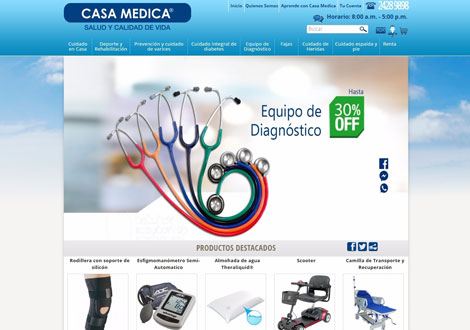 CASA MEDICA®
SALUD Y CALIDAD DE VIDA
Inicio Quienes Somos Aprende con Casa Medica Tu Cuenta 2428 9898
Horario: 8:00 a.m. - 5:00 p.m.
Buscar
Cuidado en Casa
Deporte y Rehabilitación
Prevención y cuidado de varices
Cuidado integral de diabetes
Equipo de Diagnóstico
Fajas
Cuidado de Heridas
Cuidado espalda y pie
Renta
Hasta
Equipo de
Diagnóstico
30%
OFF
PRODUCTOS DESTACADOS
Rodillera con soporte de silicón
Esfigmomanómetro Semi-Automatico
Almohada de agua Theraliquid®
Scooter
Camilla de Transporte y Recuperación